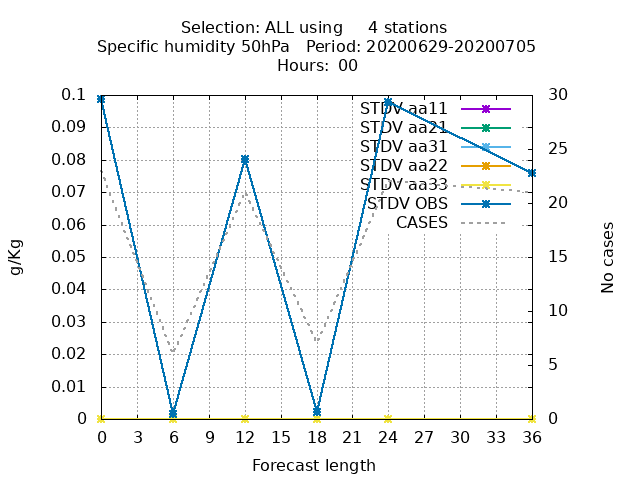 Selection: ALL using     4 stations
Specific humidity 50hPa   Period: 20200629-20200705
Hours: 00
STDV aa11
STDV aa21
STDV aa31
STDV aa22
STDV aa33
STDV OBS
CASES
g/Kg
0.1
0.09
0.08
0.07
0.06
0.05
0.04
0.03
0.02
0.01
0
30
25
20
15
10
5
0
No cases
0 3 6 9 12 15 18 21 24 27 30 33 36
Forecast length